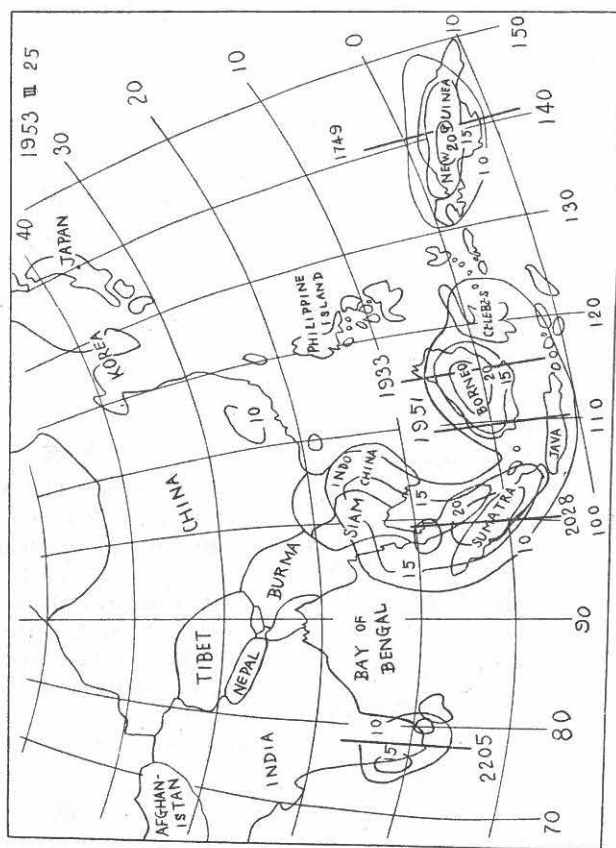 1953 III 25
40
30
20
10
0
10
150
140
130
120
110
100
90
80
70
JAPAN
KOREA
CHINA
10
PHILIPPINE
ISLAND
1749
NEW GUINEA
20
15
10
1933
1951
CELEBES
BORNEO
20
15
INDO
CHINA
SIAM
15
15
20
SUMATRA
JAVA
10
2028
BURMA
TIBET
NEPAL
BAY OF
BENGAL
INDIA
10
15
2205
AFGHAN-
ISTAN